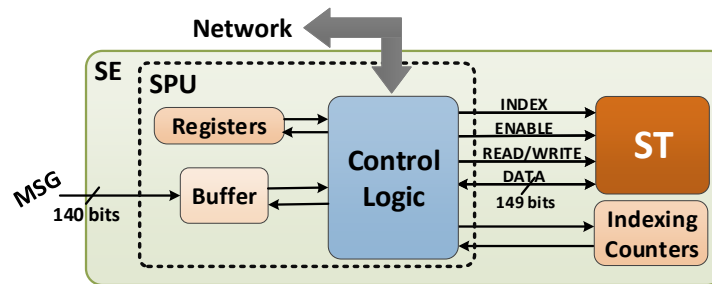 Network
SE
SPU
Registers
Buffer
MSG
140 bits
Control
Logic
INDEX
ENABLE
READ/WRITE
DATA
149 bits
ST
Indexing
Counters